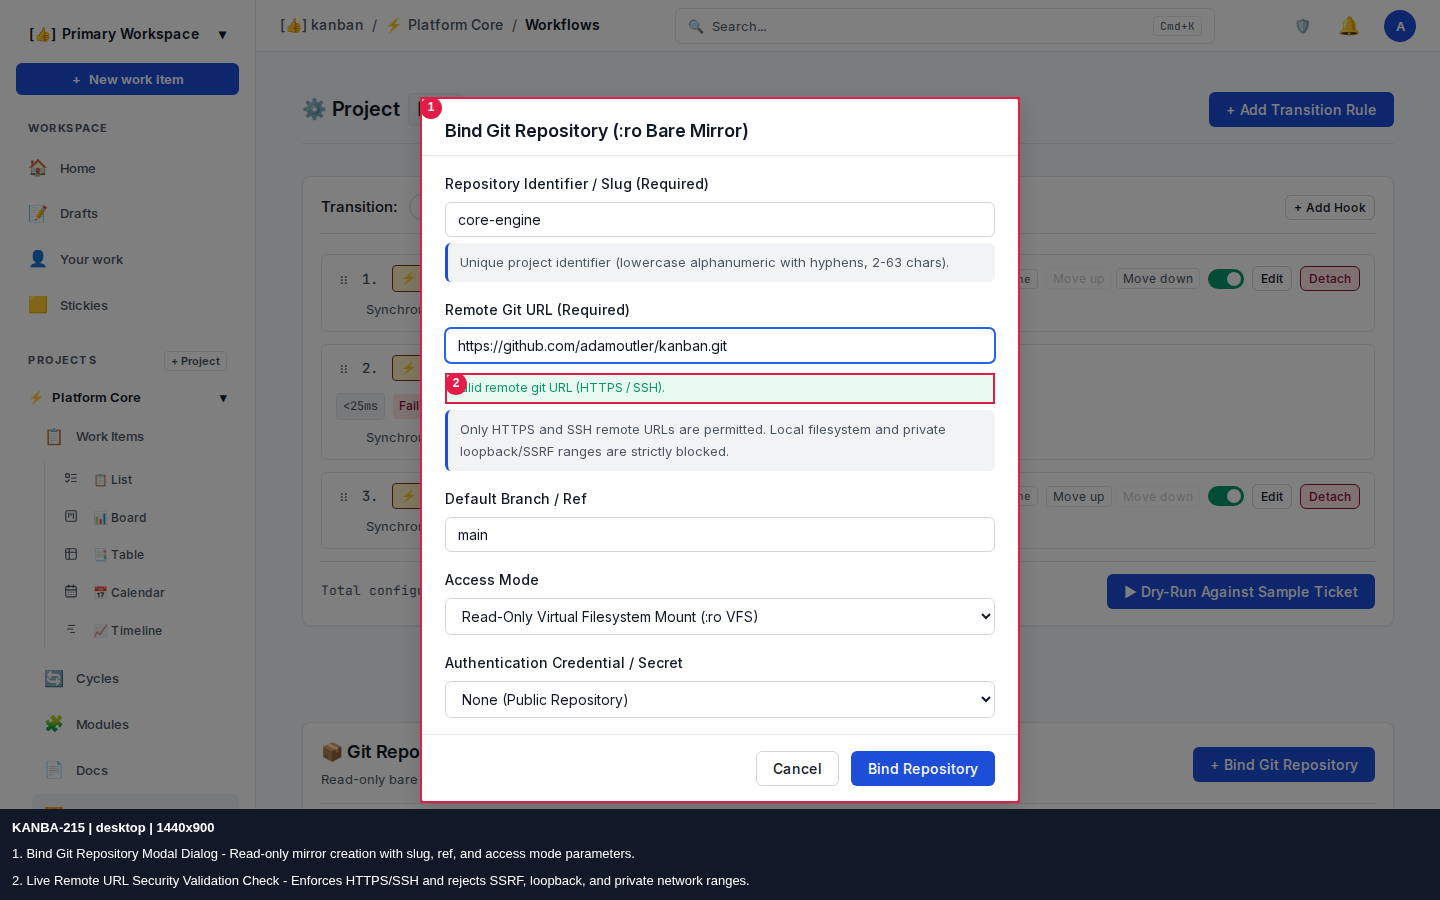 [👍] Primary Workspace ▼
+ New work item
WORKSPACE
Home
Drafts
Your work
Stickies
PROJECTS + Project
⚡ Platform Core ▼
Work Items
List
Board
Table
Calendar
Timeline
Cycles
Modules
Docs
[👍] kanban / ⚡ Platform Core / Workflows
Search... Cmd+K
A
Project
+ Add Transition Rule
Transition:
+ Add Hook
1.
Move up Move down Edit Detach
2.
<25ms
3.
Move up Move down Edit Detach
Total
▶ Dry-Run Against Sample Ticket
Git
Read-only bare
+ Bind Git Repository
1
Bind Git Repository (:ro Bare Mirror)
Repository Identifier / Slug (Required)
core-engine
Unique project identifier (lowercase alphanumeric with hyphens, 2-63 chars).
Remote Git URL (Required)
https://github.com/adamoutler/kanban.git
2
remote git URL (HTTPS / SSH).
Only HTTPS and SSH remote URLs are permitted. Local filesystem and private
loopback/SSRF ranges are strictly blocked.
Default Branch / Ref
main
Access Mode
Read-Only Virtual Filesystem Mount (:ro VFS)
Authentication Credential / Secret
None (Public Repository)
Cancel Bind Repository
KANBA-215 | desktop | 1440x900
1. Bind Git Repository Modal Dialog - Read-only mirror creation with slug, ref, and access mode parameters.
2. Live Remote URL Security Validation Check - Enforces HTTPS/SSH and rejects SSRF, loopback, and private network ranges.